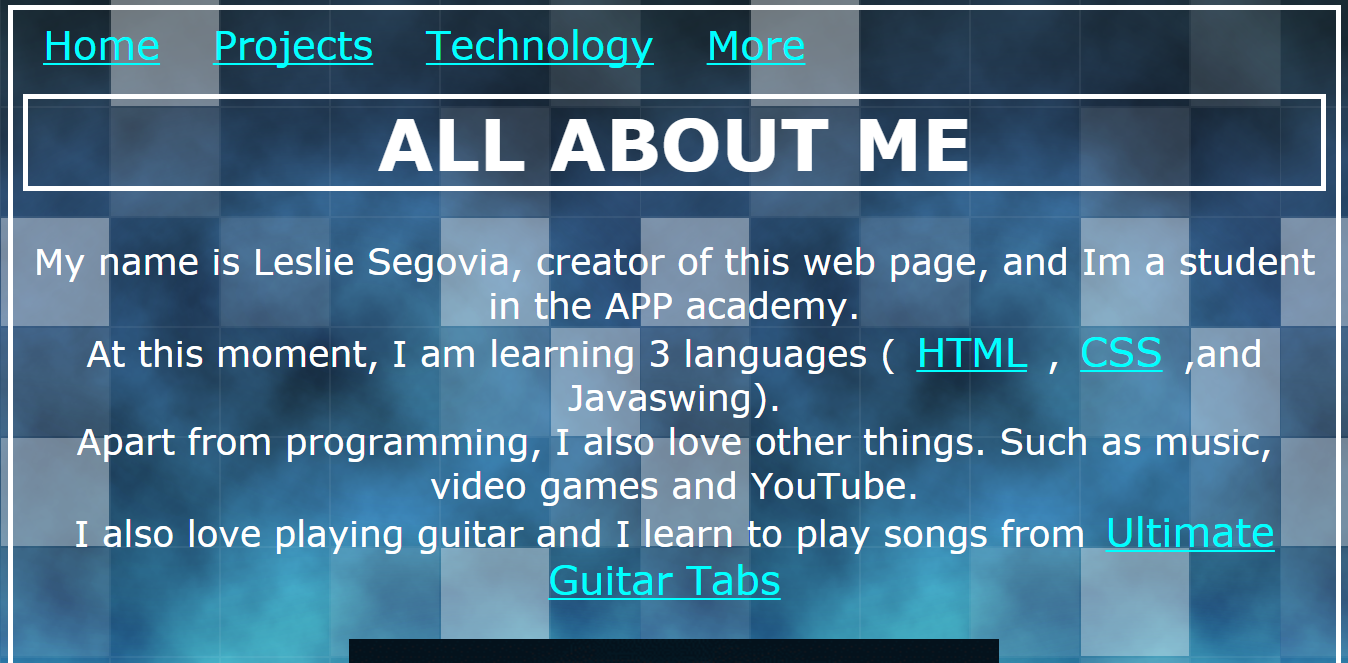 Home Projects Technology More
ALL ABOUT ME
My name is Leslie Segovia, creator of this web page, and Im a student
in the APP academy.
At this moment, I am learning 3 languages ( HTML , CSS ,and
Javaswing).
Apart from programming, I also love other things. Such as music,
video games and YouTube.
I also love playing guitar and I learn to play songs from Ultimate
Guitar Tabs